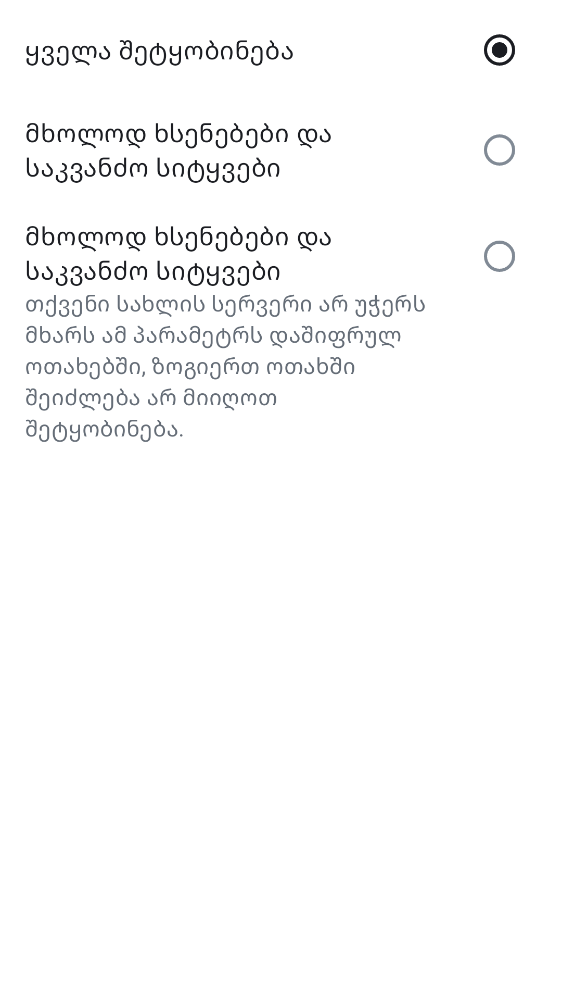 ყველა შეტყობინება
მხოლოდ ხსენებები და
საკვანძო სიტყვები
მხოლოდ ხსენებები და
საკვანძო სიტყვები
თქვენი სახლის სერვერი არ უჭერს
მხარს ამ პარამეტრს დაშიფრულ
ოთახებში, ზოგიერთ ოთახში
შეიძლება არ მიიღოთ
შეტყობინება.